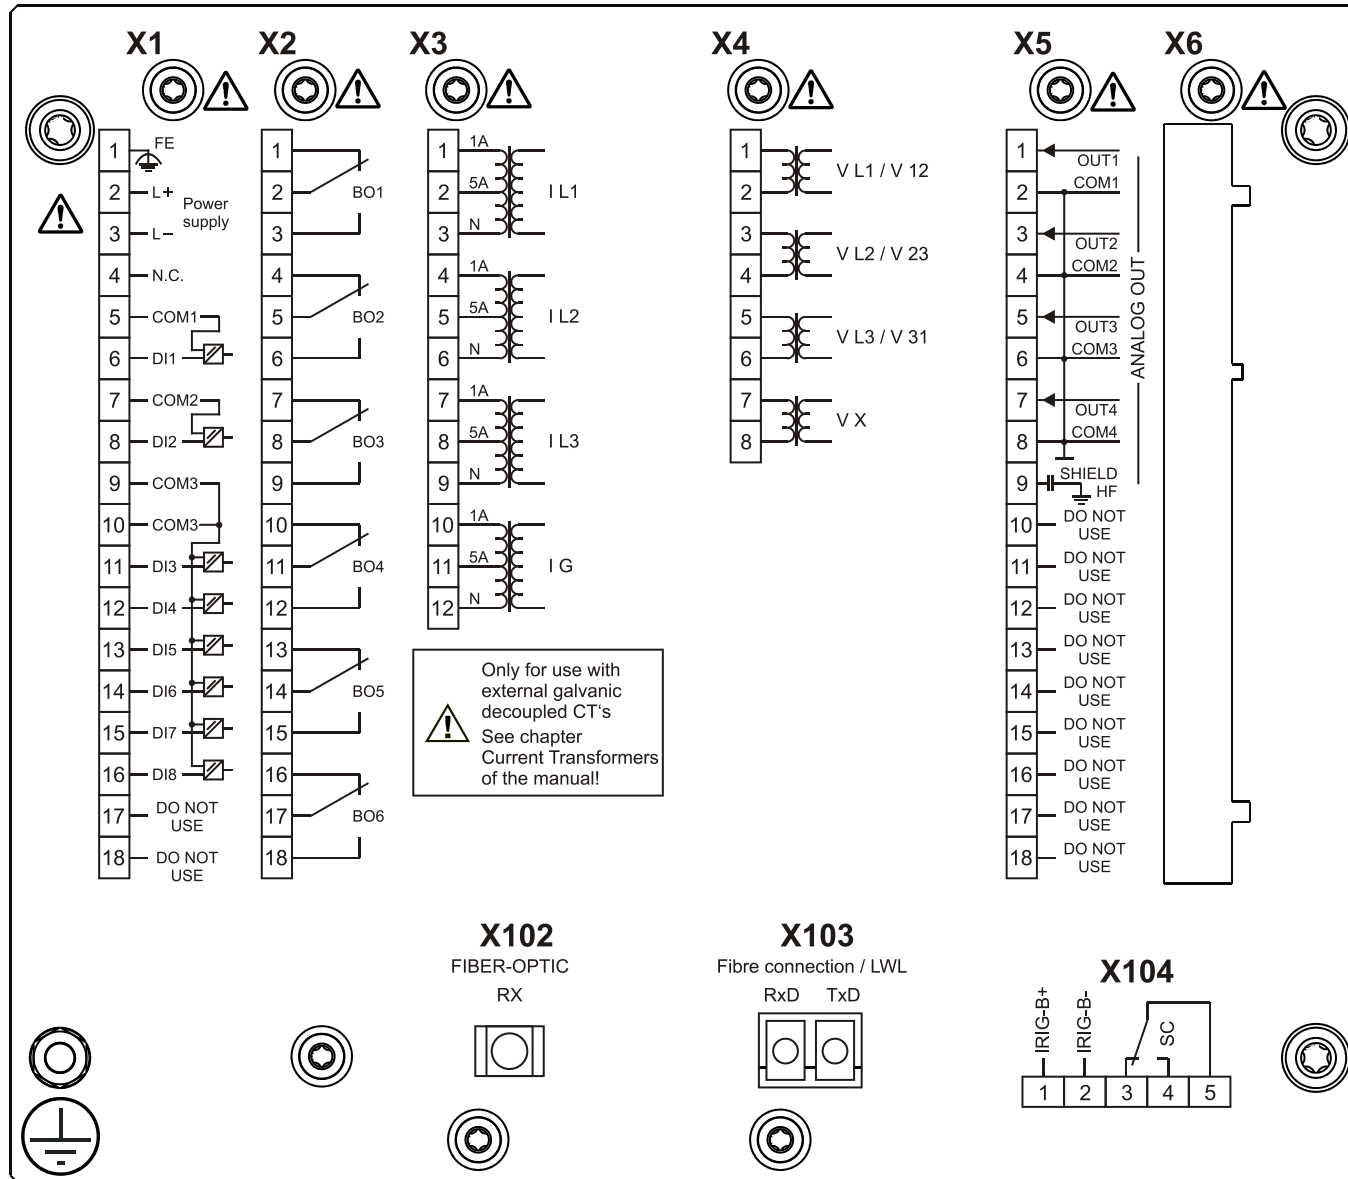 X1 X2 X3 X4 X5 X6
1 FE
2 L+
Power
supply
3 L–
4 N.C.
5 COM1
6 DI1
7 COM2
8 DI2
9 COM3
10 COM3
11 DI3
12 DI4
13 DI5
14 DI6
15 DI7
16 DI8
17 DO NOT
USE
18 DO NOT
USE
1
2 BO1
3
4
5 BO2
6
7
8 BO3
9
10
11 BO4
12
13
14 BO5
15
16
17 BO6
18
1 1A
2 5A I L1
3 N
4 1A
5 5A I L2
6 N
7 1A
8 5A I L3
9 N
10 1A
11 5A I G
12 N
Only for use with
external galvanic
decoupled CT‘s
See chapter
Current Transformers
of the manual!
1
V L1 / V 12
2
3
V L2 / V 23
4
5
V L3 / V 31
6
7
V X
8
1 OUT1
2 COM1
3 OUT2
4 COM2
5 OUT3
6 COM3
7 OUT4
8 COM4
ANALOG OUT
9 SHIELD
HF
10 DO NOT
USE
11 DO NOT
USE
12 DO NOT
USE
13 DO NOT
USE
14 DO NOT
USE
15 DO NOT
USE
16 DO NOT
USE
17 DO NOT
USE
18 DO NOT
USE
X102
FIBER-OPTIC
RX
X103
Fibre connection / LWL
RxD TxD
X104
IRIG-B+
IRIG-B-
SC
1 2 3 4 5